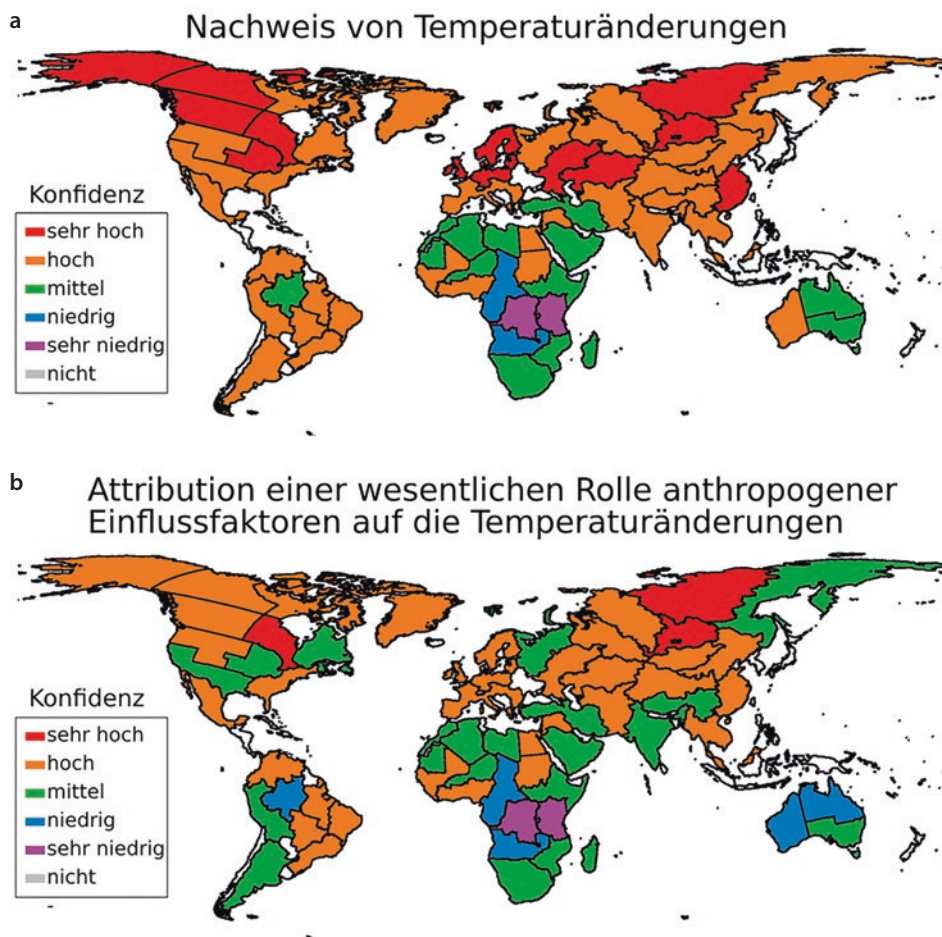 a
Nachweis von Temperaturänderungen
Konfidenz
sehr hoch
hoch
mittel
niedrig
sehr niedrig
nicht
b
Attribution einer wesentlichen Rolle anthropogener
Einflussfaktoren auf die Temperaturänderungen
Konfidenz
sehr hoch
hoch
mittel
niedrig
sehr niedrig
nicht